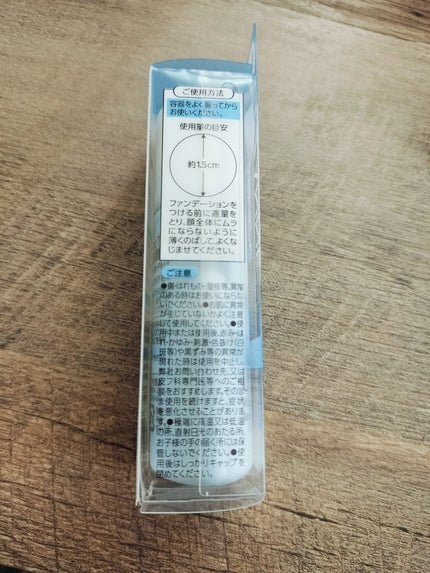 ご使用方法
容器をよく振ってから
お使いください。
使用量の目安
約1.5cm
ファンデーションを
つける前に適量を
とり、顔全体にムラ
にならないように
薄くのばして、よくな
じませてください。
ご注意
●傷・はれもの・湿疹等、異常
のある時はお使いにならな
いでください。●お肌に異常
が生じていないかよく注意
して使用してください。●使
用中または使用後、赤み・は
れ・かゆみ・刺激・色抜け(白
斑等)や黒ずみ等の異常が
現れた時は使用を中止し、
弊社お問い合わせ先、又は
皮フ科専門医等へのご相
談をおすすめします。そのま
ま使用を続けますと、症状
を悪化させることがありま
す。●極端に高温又は低温
の所、直射日光のあたる所、
お子様の手の届く所には保
管しないでください。●使
用後はしっかりキャップを
閉めてください。